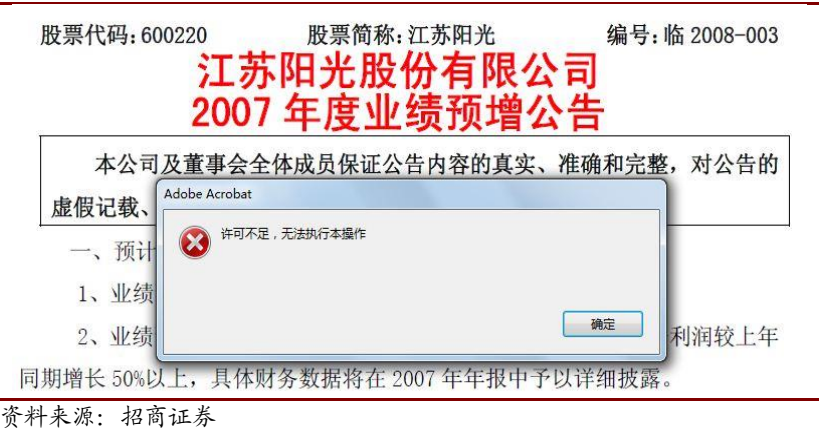 股票代码：600220 股票简称：江苏阳光 编号：临 2008-003
江苏阳光股份有限公司
2007 年度业绩预增公告
本公司及董事会全体成员保证公告内容的真实、准确和完整，对公告的
虚假记载、
Adobe Acrobat
许可不足，无法执行本操作
一、预计
1、业绩
确定
2、业绩 利润较上年
同期增长 50%以上，具体财务数据将在 2007 年年报中予以详细披露。
资料来源：招商证券